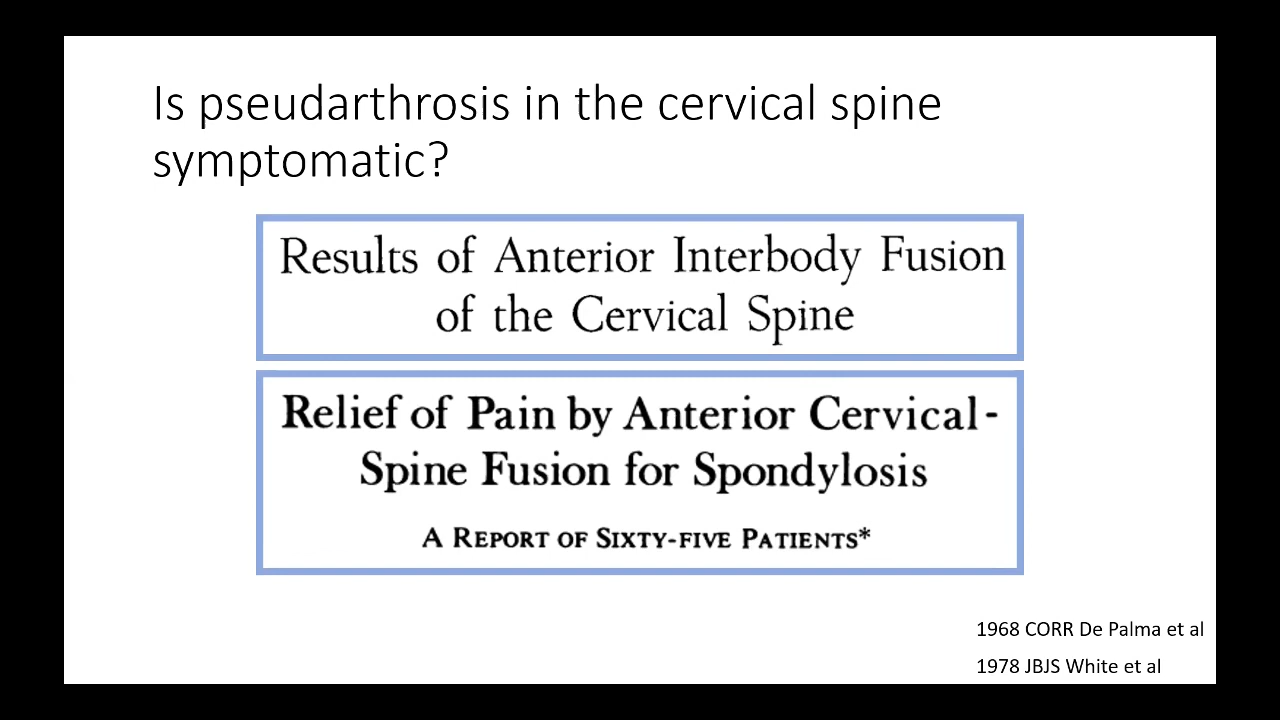 Is pseudarthrosis in the cervical spine
symptomatic?
Results of Anterior Interbody Fusion
of the Cervical Spine
Relief of Pain by Anterior Cervical-
Spine Fusion for Spondylosis
A REPORT OF SIXTY-FIVE PATIENTS*
1968 CORR De Palma et al
1978 JBJS White et al